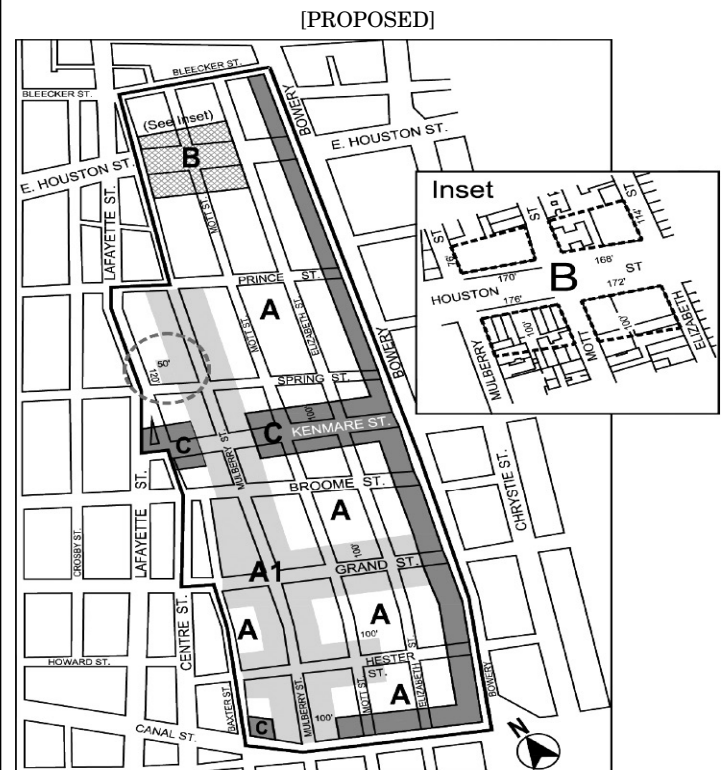 [PROPOSED]
BLEECKER ST.
BLEECKER ST.
(See Inset)
BOWERY
E. HOUSTON ST.
E. HOUSTON ST.
B
LAFAYETTE ST.
MOTT ST.
PRINCE ST.
A
MOTT ST.
ELIZABETH ST.
BOWERY
50'
120'
SPRING ST.
100'
C
C
KENMARE ST.
MULBERRY ST.
BROOME ST.
A
CROSBY ST.
LAFAYETTE ST.
CHRYSTIE ST.
100'
A1
GRAND ST.
CENTRE ST.
A
A
100'
HOWARD ST.
HESTER ST.
A
BAXTER ST.
MULBERRY ST.
MOTT ST.
ELIZABETH ST.
BOWERY
C
100'
CANAL ST.
N
Inset
ST
ST
76'
114'
170'
168'
HOUSTON
B
ST
176'
172'
100'
100'
MULBERRY
MOTT
ELIZABETH